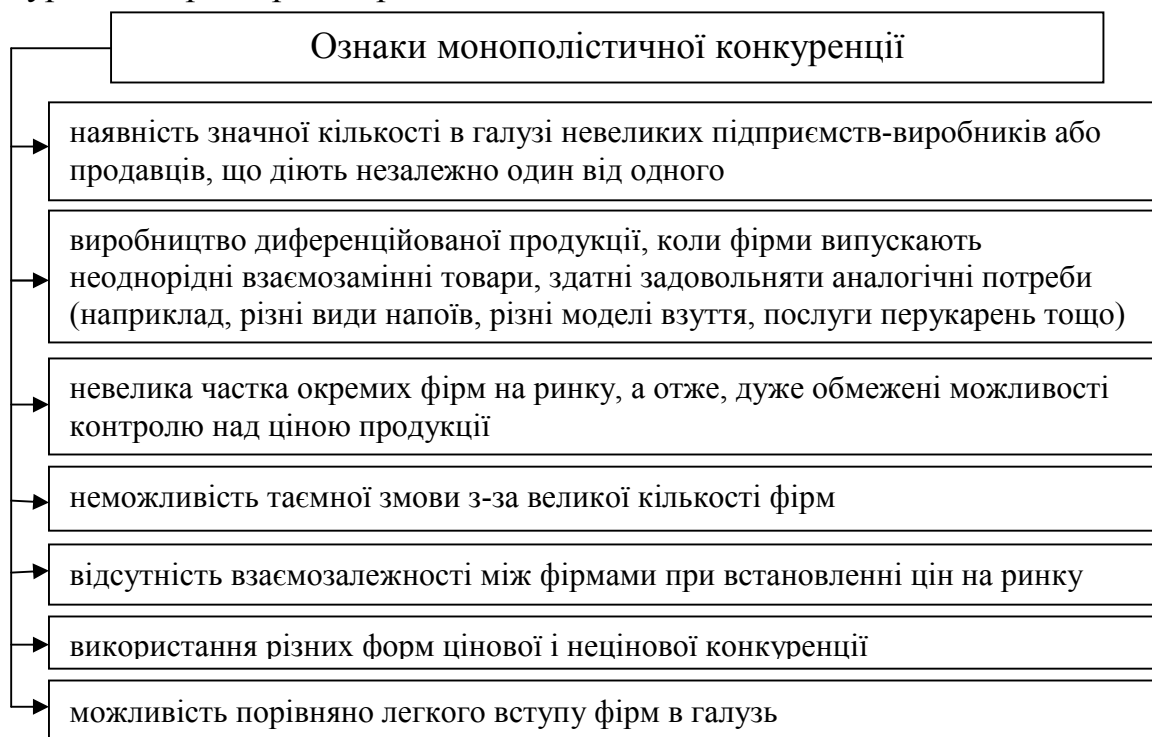 Ознаки монополістичної конкуренції
наявність значної кількості в галузі невеликих підприємств-виробників або
продавців, що діють незалежно один від одного
виробництво диференційованої продукції, коли фірми випускають
неоднорідні взаємозамінні товари, здатні задовольняти аналогічні потреби
(наприклад, різні види напоїв, різні моделі взуття, послуги перукарень тощо)
невелика частка окремих фірм на ринку, а отже, дуже обмежені можливості
контролю над ціною продукції
неможливість таємної змови з-за великої кількості фірм
відсутність взаємозалежності між фірмами при встановленні цін на ринку
використання різних форм цінової і нецінової конкуренції
можливість порівняно легкого вступу фірм в галузь